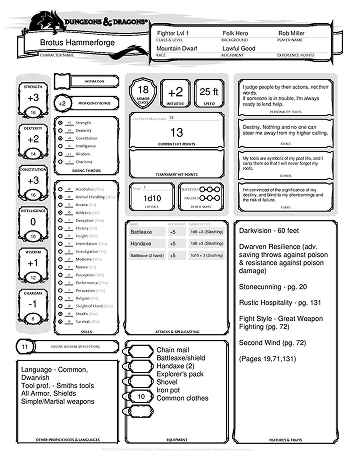 DUNGEONS & DRAGONS
Brotus Hammerforge
CHARACTER NAME
Fighter Lvl 1
Folk Hero
Rob Miller
CLASS & LEVEL
BACKGROUND
PLAYER NAME
Mountain Dwarf
Lawful Good
RACE
ALIGNMENT
EXPERIENCE POINTS
STRENGTH
+3
16
DEXTERITY
+2
14
CONSTITUTION
+3
16
INTELLIGENCE
0
10
WISDOM
+1
12
CHARISMA
-1
8
INSPIRATION
+2
PROFICIENCY BONUS
Strength
Dexterity
Constitution
Intelligence
Wisdom
Charisma
SAVING THROWS
Acrobatics (Dex)
Animal Handling (Wis)
Arcana (Int)
Athletics (Str)
Deception (Cha)
History (Int)
Insight (Wis)
Intimidation (Cha)
Investigation (Int)
Medicine (Wis)
Nature (Int)
Perception (Wis)
Performance (Cha)
Persuasion (Cha)
Religion (Int)
Sleight of Hand (Dex)
Stealth (Dex)
Survival (Wis)
SKILLS
11
PASSIVE WISDOM (PERCEPTION)
Language - Common,
Dwarvish
Tool prof. - Smiths tools
All Armor, Shields
Simple/Martial weapons
OTHER PROFICIENCIES & LANGUAGES
18
ARMOR
CLASS
+2
INITIATIVE
25 ft
SPEED
Hit Point Maximum 13
13
CURRENT HIT POINTS
TEMPORARY HIT POINTS
Total
1d10
HIT DICE
SUCCESSES
FAILURES
DEATH SAVES
Battleaxe
+5
1d8 +3 (Slashing)
Handaxe
+5
1d6 +3 (Slashing)
Battleaxe (2 hand)
+5
1d10 + 3 (Slashing)
ATTACKS & SPELLCASTING
10
Chain mail
Battleaxe/shield
Handaxe (2)
Explorer's pack
Shovel
Iron pot
Common clothes
EQUIPMENT
I judge people by their actions, not their
words.
If someone is in trouble, I'm always
ready to lend help.
PERSONALITY TRAITS
Destiny. Nothing and no one can
steer me away from my higher calling.
IDEALS
My tools are symbols of my past life, and I
carry them so that I will never forget my
roots.
BONDS
I'm convinced of the significance of my
destiny, and blind to my shortcomings and
the risk of failure.
FLAWS
Darkvision - 60 feet
Dwarven Resilience (adv.
saving throws against poison
& resistance against poison
damage)
Stonecunning - pg. 20
Rustic Hospitality - pg. 131
Fight Style - Great Weapon
Fighting (pg. 72)
Second Wind (pg. 72)
(Pages 19,71,131)
FEATURES & TRAITS